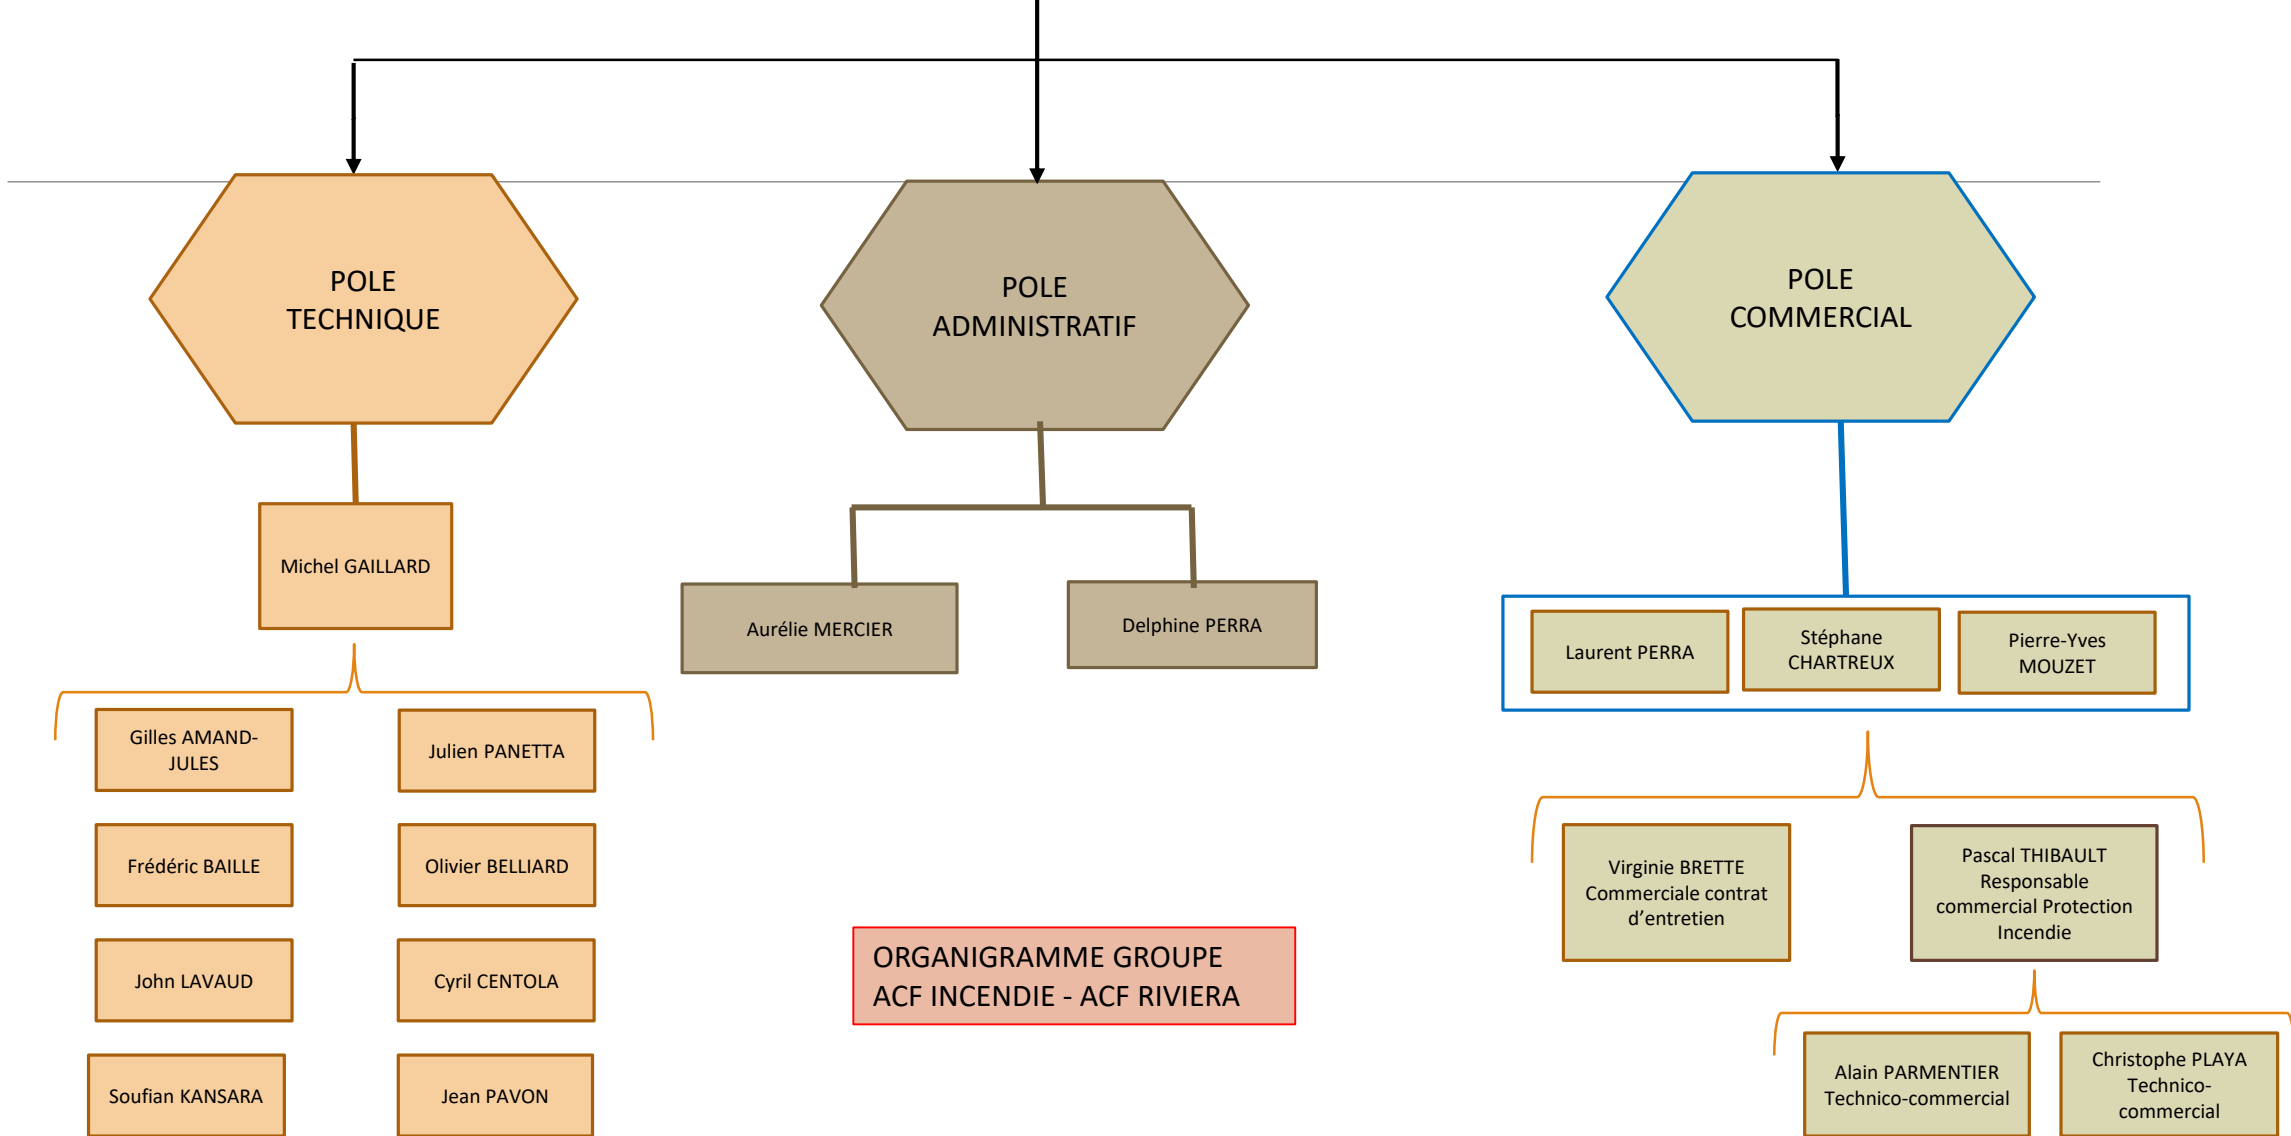 POLE
TECHNIQUE
POLE
ADMINISTRATIF
POLE
COMMERCIAL
Michel GAILLARD
Aurélie MERCIER
Delphine PERRA
Laurent PERRA
Stéphane
CHARTREUX
Pierre-Yves
MOUZET
Gilles AMAND-
JULES
Julien PANETTA
Frédéric BAILLE
Olivier BELLIARD
John LAVAUD
Cyril CENTOLA
Soufian KANSARA
Jean PAVON
Virginie BRETTE
Commerciale contrat
d’entretien
Pascal THIBAULT
Responsable
commercial Protection
Incendie
ORGANIGRAMME GROUPE
ACF INCENDIE - ACF RIVIERA
Alain PARMENTIER
Technico-commercial
Christophe PLAYA
Technico-
commercial